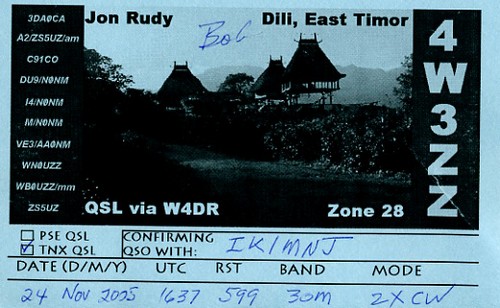 3DA0CA
A2/ZS5UZ/am
C91CO
DU9/N0NM
I4/N0NM
M/N0NM
VE3/AA0NM
WN0UZZ
WB0UZZ/mm
ZS5UZ
Jon Rudy
Dili, East Timor
Bob
QSL via W4DR
Zone 28
4W3ZZ
PSE QSL
TNX QSL
CONFIRMING
QSO WITH: IK1MNJ
DATE (D/M/Y) UTC RST BAND MODE
24 Nov 2005 1637 599 30m 2X CW